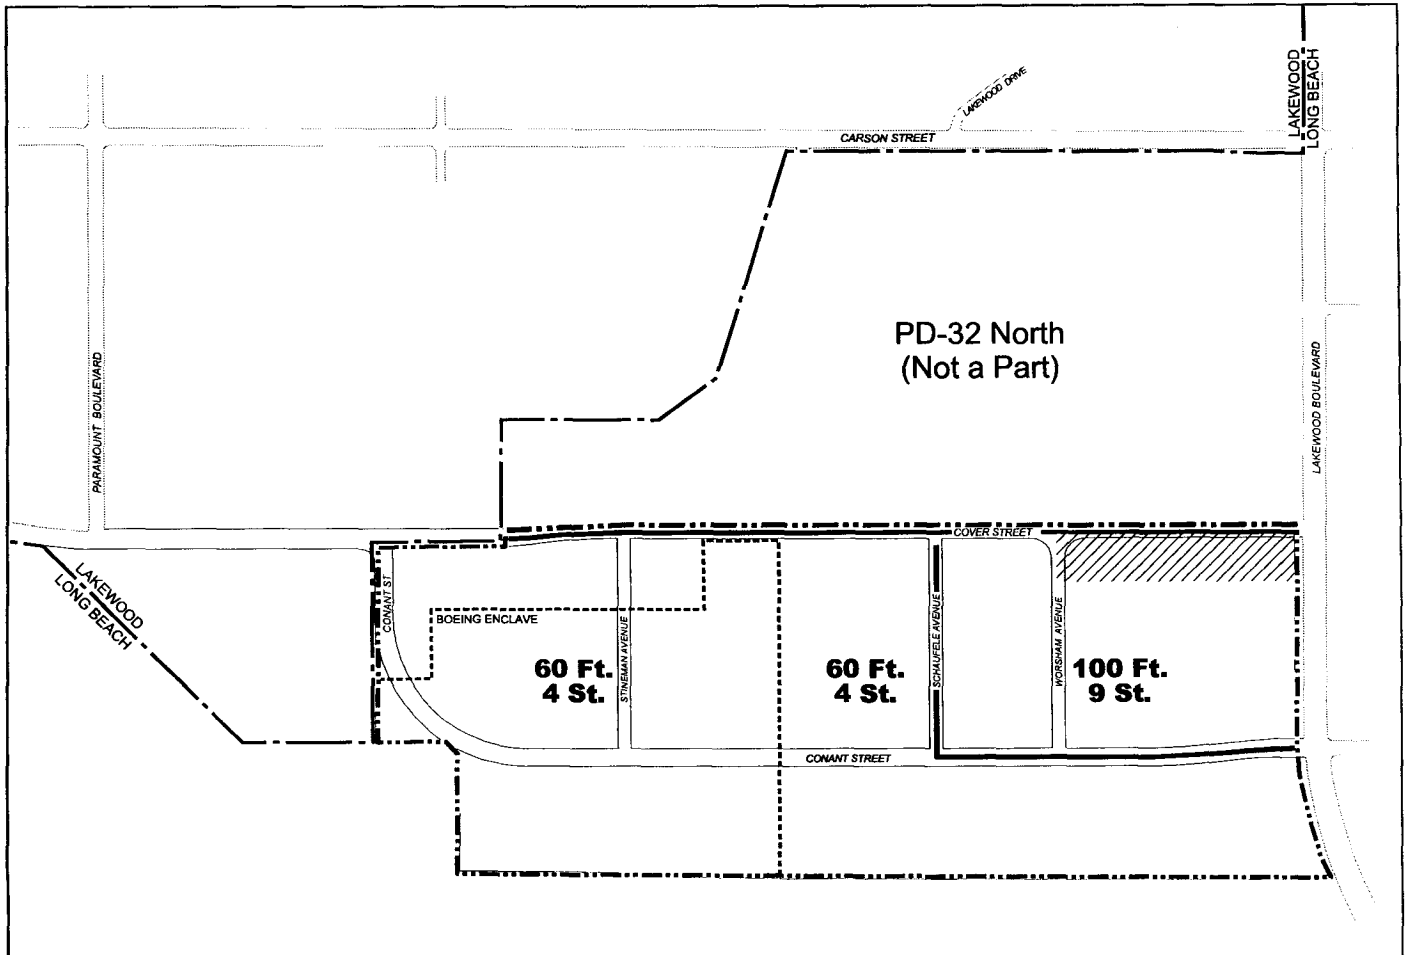 LAKEWOOD
LONG BEACH
LAKEWOOD DRIVE
CARSON STREET
PD-32 North
(Not a Part)
PARAMOUNT BOULEVARD
LAKEWOOD BOULEVARD
COVER STREET
LAKEWOOD
LONG BEACH
CONANT ST
BOEING ENCLAVE
STINEMAN AVENUE
SCHAUFELE AVENUE
WORSHAM AVENUE
60 Ft.
4 St.
60 Ft.
4 St.
100 Ft.
9 St.
CONANT STREET